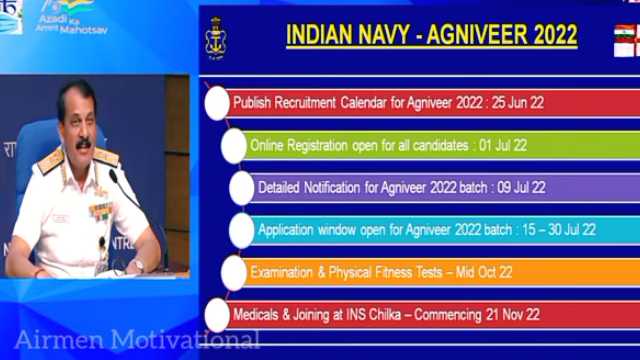 Azadi Ka
Amrit Mahotsav
INDIAN NAVY - AGNIVEER 2022
Publish Recruitment Calendar for Agniveer 2022 : 25 Jun 22
Online Registration open for all candidates : 01 Jul 22
Detailed Notification for Agniveer 2022 batch : 09 Jul 22
Application window open for Agniveer 2022 batch : 15 – 30 Jul 22
Examination & Physical Fitness Tests – Mid Oct 22
Medicals & Joining at INS Chilka – Commencing 21 Nov 22
Airmen Motivational